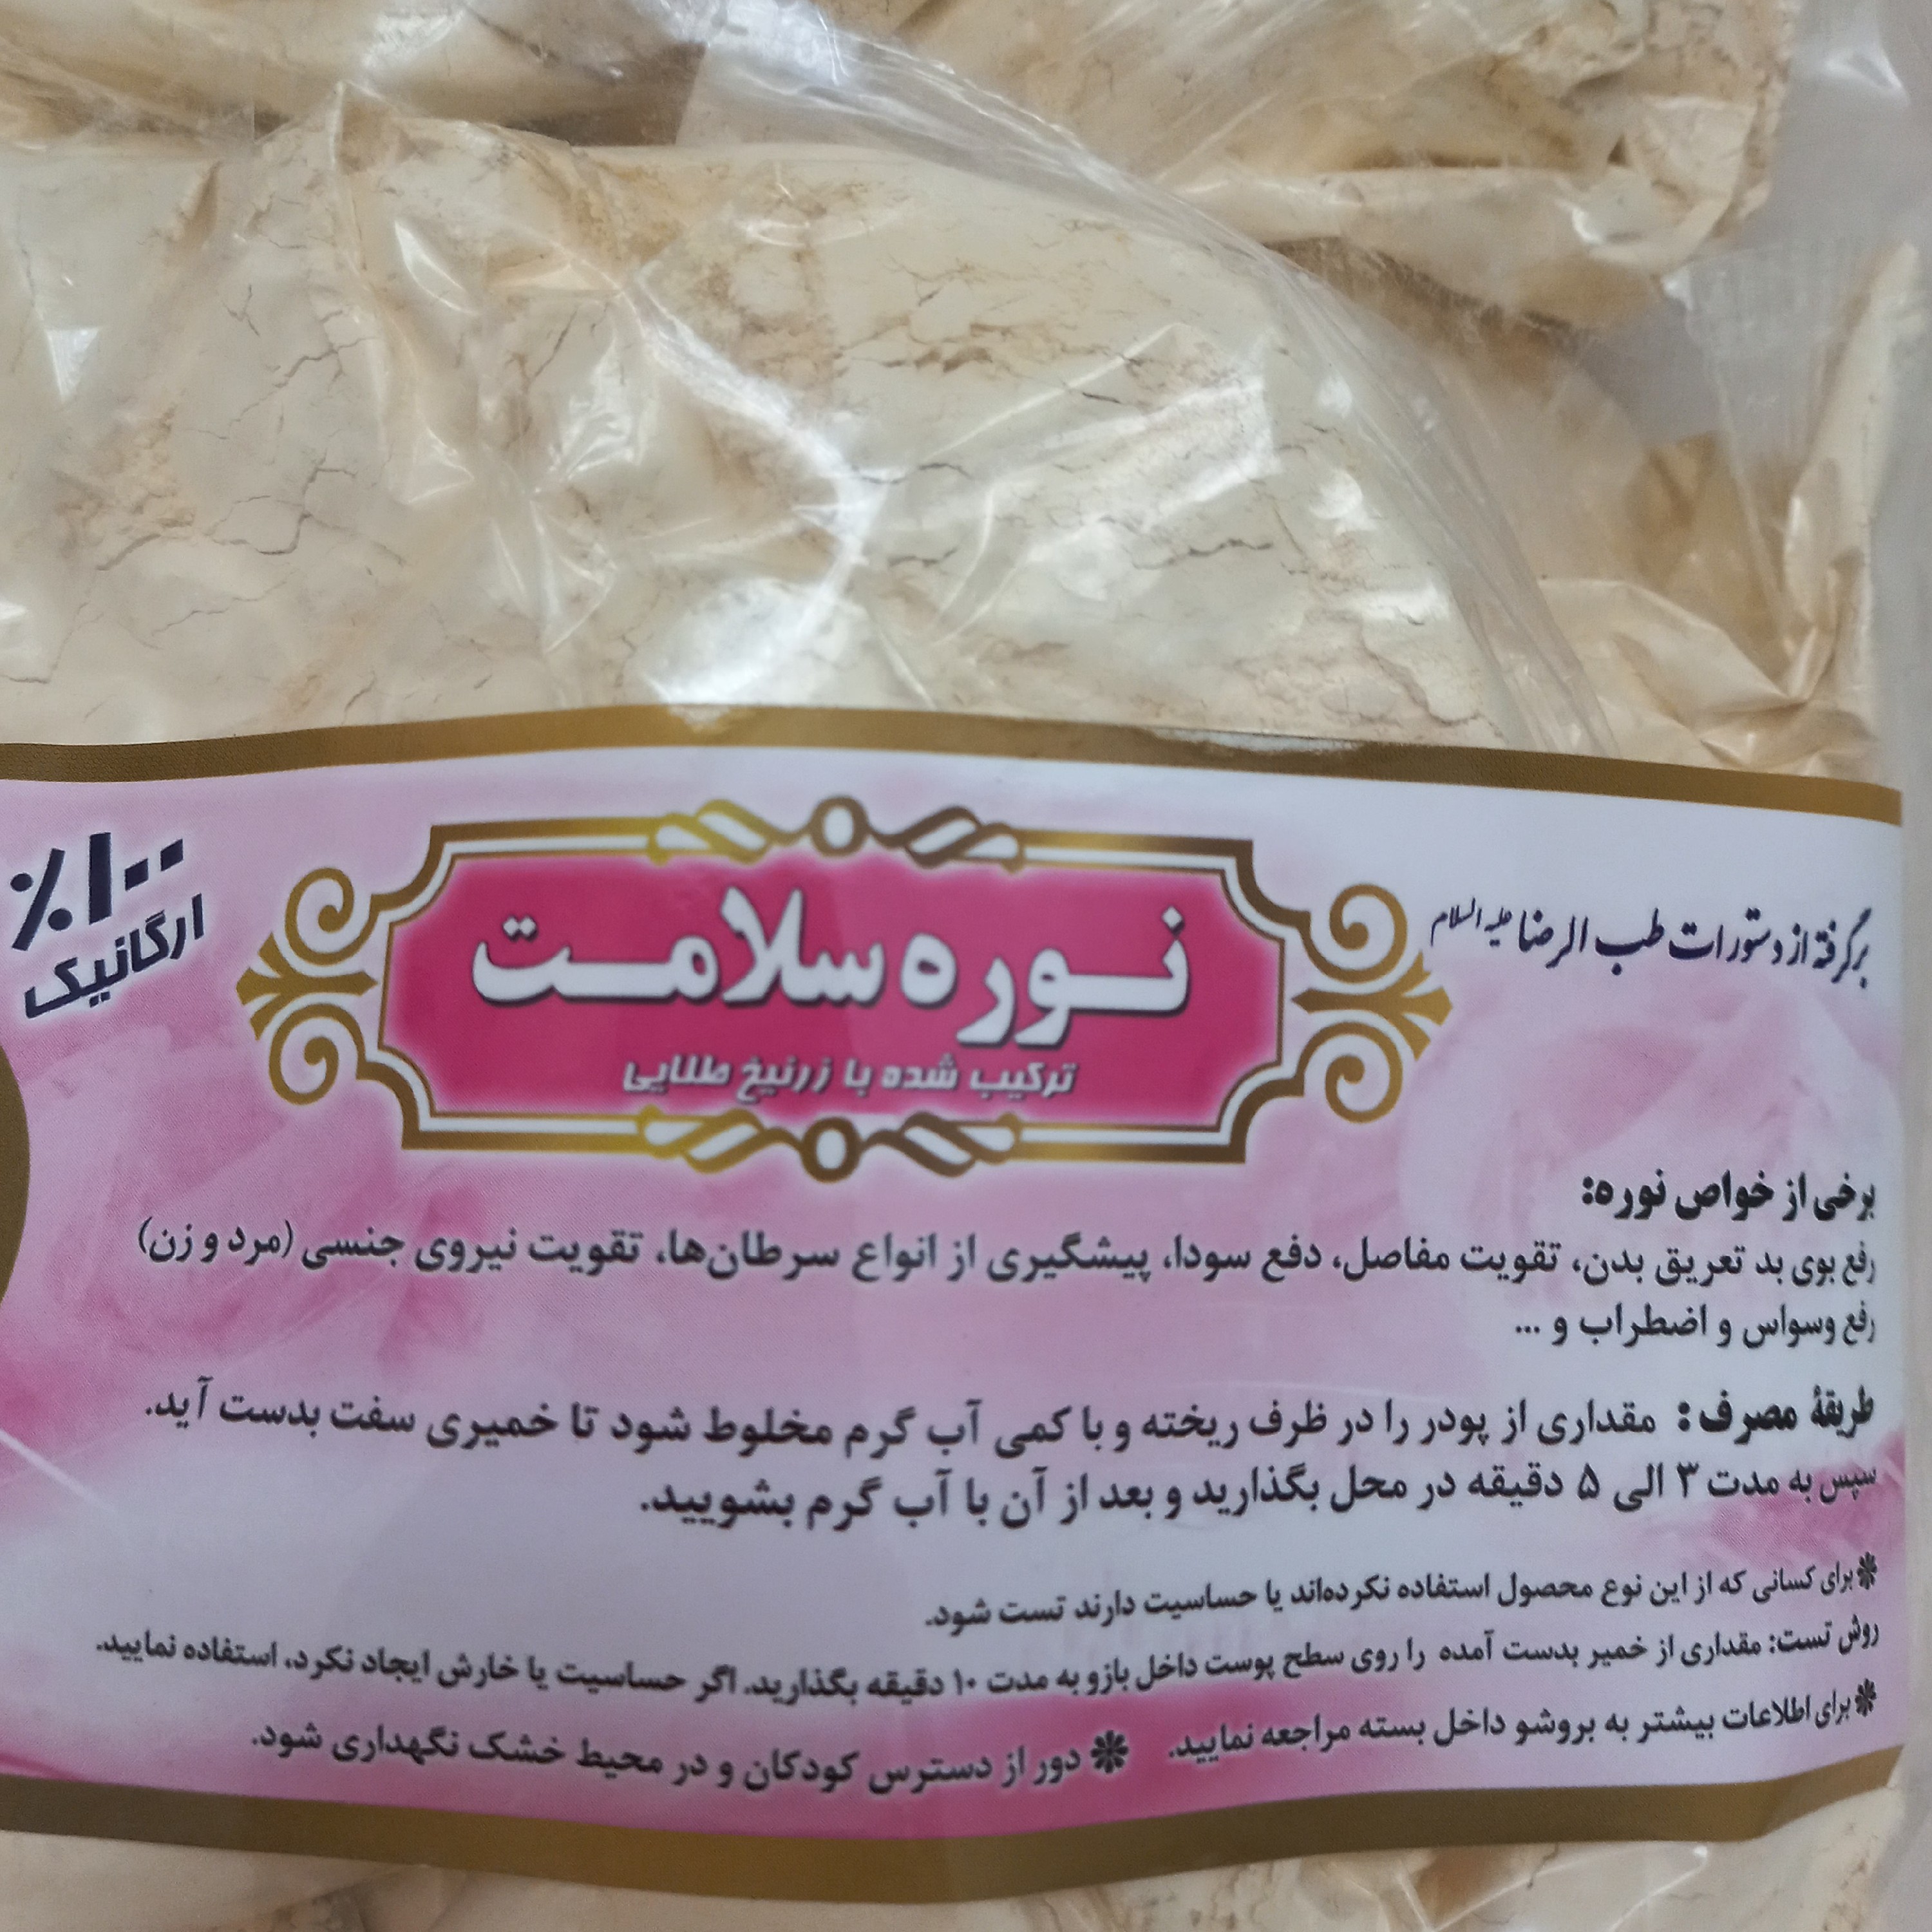 برگرفته از دستورات طب الرضا علیه السلام
نوره سلامت
ترکیب شده با زرنیخ طلایی
٪۱۰۰
ارگانیک
برخی از خواص نوره:
رفع بوی بد تعریق بدن، تقویت مفاصل، دفع سودا، پیشگیری از انواع سرطان‌ها، تقویت نیروی جنسی (مرد و زن)
رفع وسواس و اضطراب و ...
طریقهٔ مصرف: مقداری از پودر را در ظرف ریخته و با کمی آب گرم مخلوط شود تا خمیری سفت بدست آید.
سپس به مدت ۳ الی ۵ دقیقه در محل بگذارید و بعد از آن با آب گرم بشویید.
*برای کسانی که از این نوع محصول استفاده نکرده‌اند یا حساسیت دارند تست شود.
روش تست: مقداری از خمیر بدست آمده را روی سطح پوست داخل بازو به مدت ۱۰ دقیقه بگذارید. اگر حساسیت یا خارش ایجاد نکرد، استفاده نمایید.
*برای اطلاعات بیشتر به بروشو داخل بسته مراجعه نمایید. * دور از دسترس کودکان و در محیط خشک نگهداری شود.